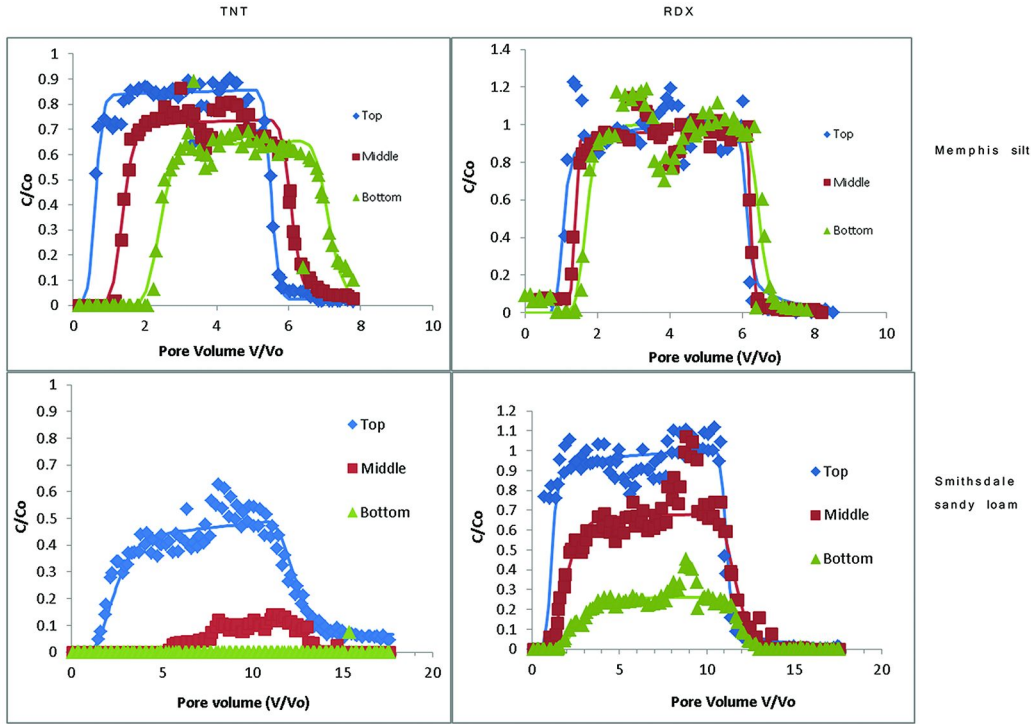 TNT
RDX
1
0.9
0.8
0.7
0.6
0.5
0.4
0.3
0.2
0.1
0
C/Co
0
2
4
6
8
10
Pore Volume V/Vo
Top
Middle
Bottom
1.4
1.2
1
0.8
0.6
0.4
0.2
0
C/Co
0
2
4
6
8
10
Pore volume (V/Vo)
Top
Middle
Bottom
Memphis silt
1
0.9
0.8
0.7
0.6
0.5
0.4
0.3
0.2
0.1
0
C/Co
0
5
10
15
20
Pore volume (V/Vo)
Top
Middle
Bottom
1.2
1.1
1
0.9
0.8
0.7
0.6
0.5
0.4
0.3
0.2
0.1
0
C/Co
0
5
10
15
20
Pore Volume V/Vo
Top
Middle
Bottom
Smithsdale
sandy loam